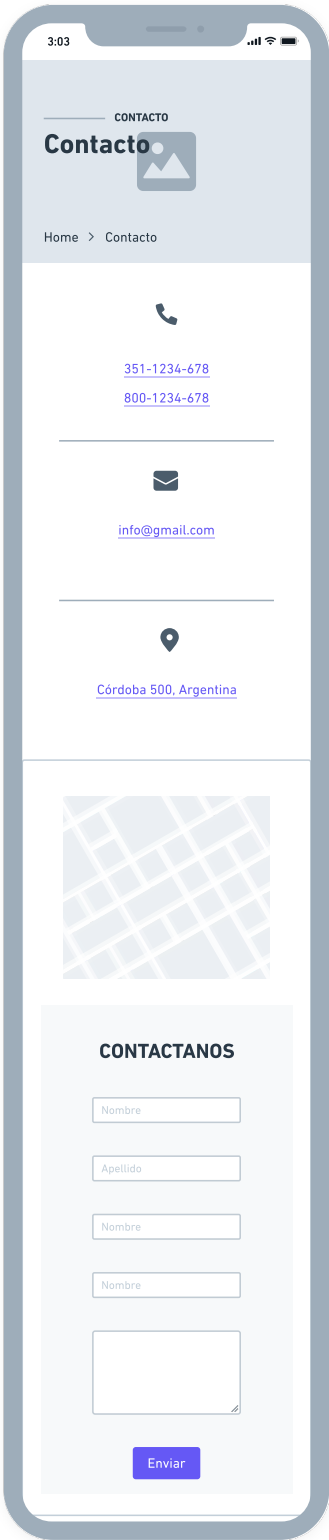 3:03
CONTACTO
Contacto
Home > Contacto
351-1234-678
800-1234-678
info@gmail.com
Córdoba 500, Argentina
CONTACTANOS
Nombre
Apellido
Nombre
Nombre
Enviar